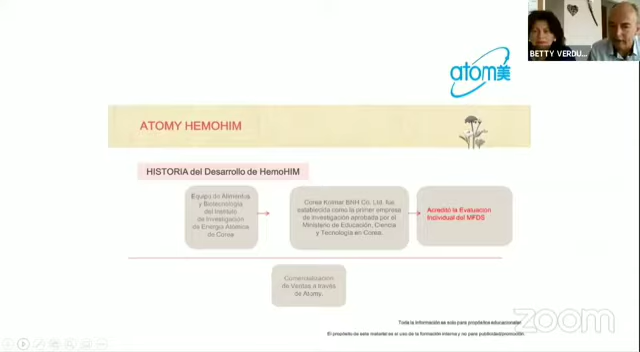 BETTY VERDU...
atom美
ATOMY HEMOHIM
HISTORIA del Desarrollo de HemoHIM
Equipo de Alimentos
y Biotecnología
del Instituto
de Investigación
de Energía Atómica
de Corea
Corea Kolmar BNH Co. Ltd. fue
establecida como la primer empresa
de investigación aprobada por el
Ministerio de Educación, Ciencia
y Tecnología en Corea.
Acreditó la Evaluación
Individual del MFDS
Comercialización
de Ventas a través
de Atomy.
Toda la información es solo para propósitos educacionales
El propósito de este material es el uso de la formación interna y no para publicidad/promoción.
zoom